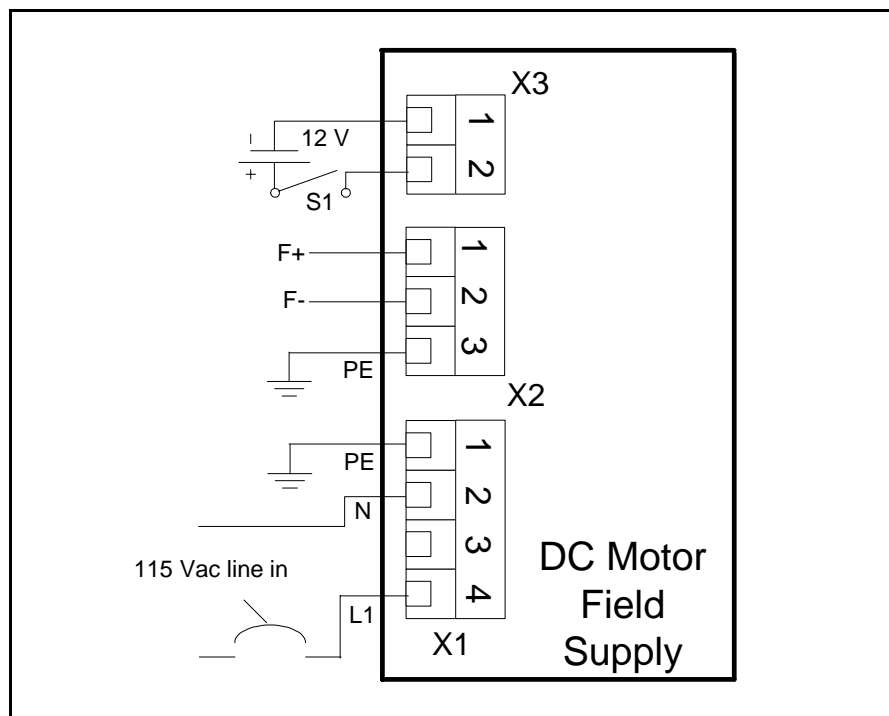 X3
1
2
-
12 V
+
S1
F+
F-
1
2
3
PE
X2
PE
N
1
2
3
4
115 Vac line in
L1
X1
DC Motor
Field
Supply